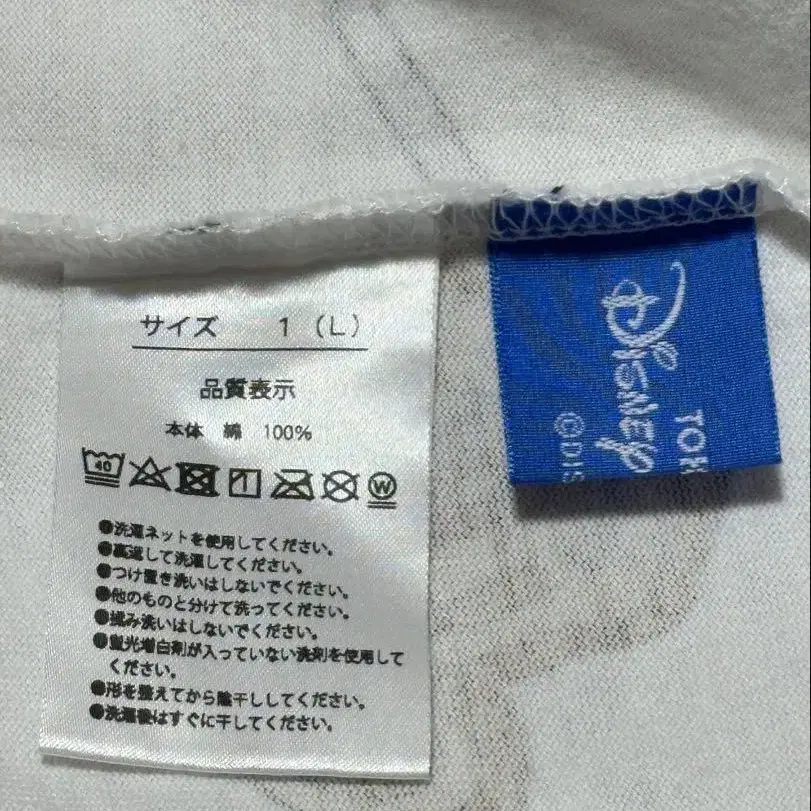 サイズ 1 (L)
品質表示
本体 綿 100%
40
W
●洗濯ネットを使用してください。
●裏返して洗濯してください。
●つけ置き洗いはしないでください。
●他のものと分けて洗ってください。
●揉み洗いはしないでください。
●蛍光増白剤が入っていない洗剤を使用して
ください。
●形を整えてから陰干ししてください。
●洗濯後はすぐに干してください。
Disney
TOK
©DIS